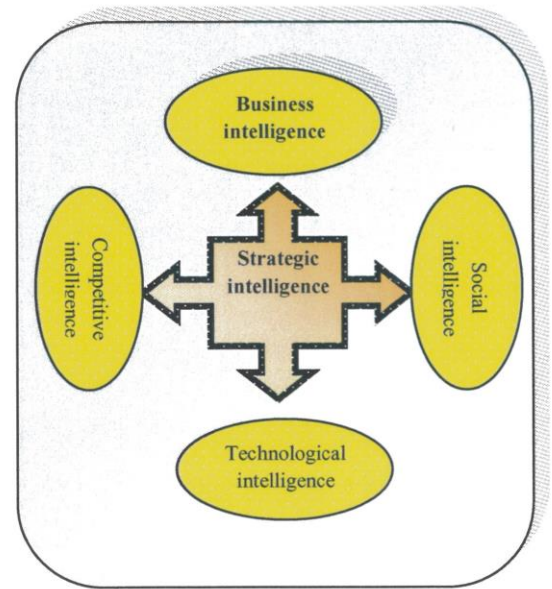 Business
intelligence
Competitive
intelligence
Strategic
intelligence
Social
intelligence
Technological
intelligence